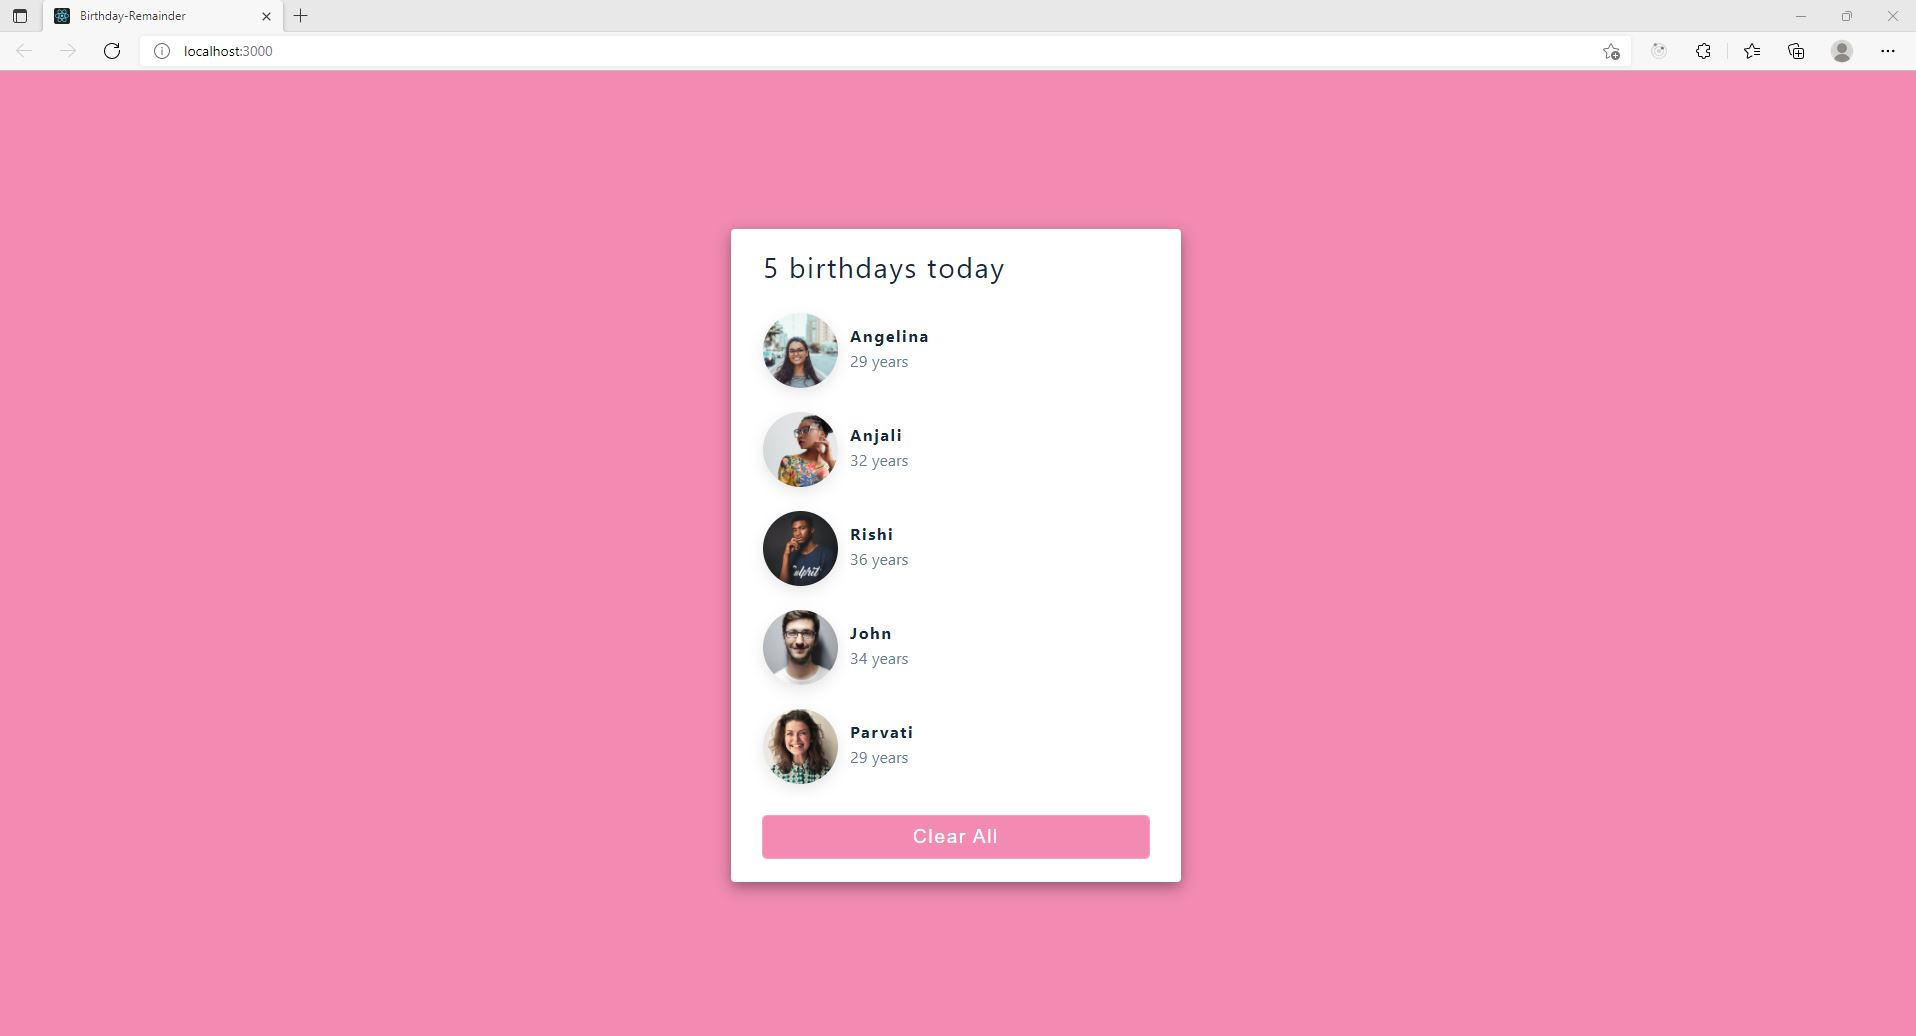 Birthday-Remainder
localhost:3000
5 birthdays today
Angelina
29 years
Anjali
32 years
Rishi
36 years
John
34 years
Parvati
29 years
Clear All